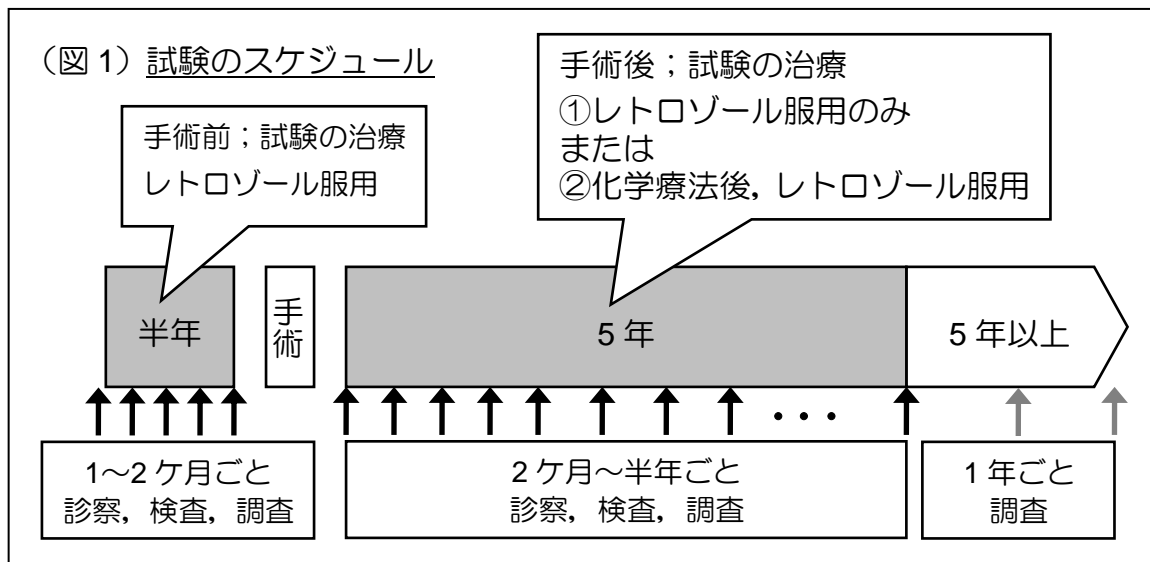 （図 1）試験のスケジュール
手術前；試験の治療
レトロゾール服用
手術後；試験の治療
①レトロゾール服用のみ
または
②化学療法後，レトロゾール服用
半年
手術
5 年
5 年以上
・・・
1～2 ケ月ごと
診察，検査，調査
2 ケ月～半年ごと
診察，検査，調査
1 年ごと
調査